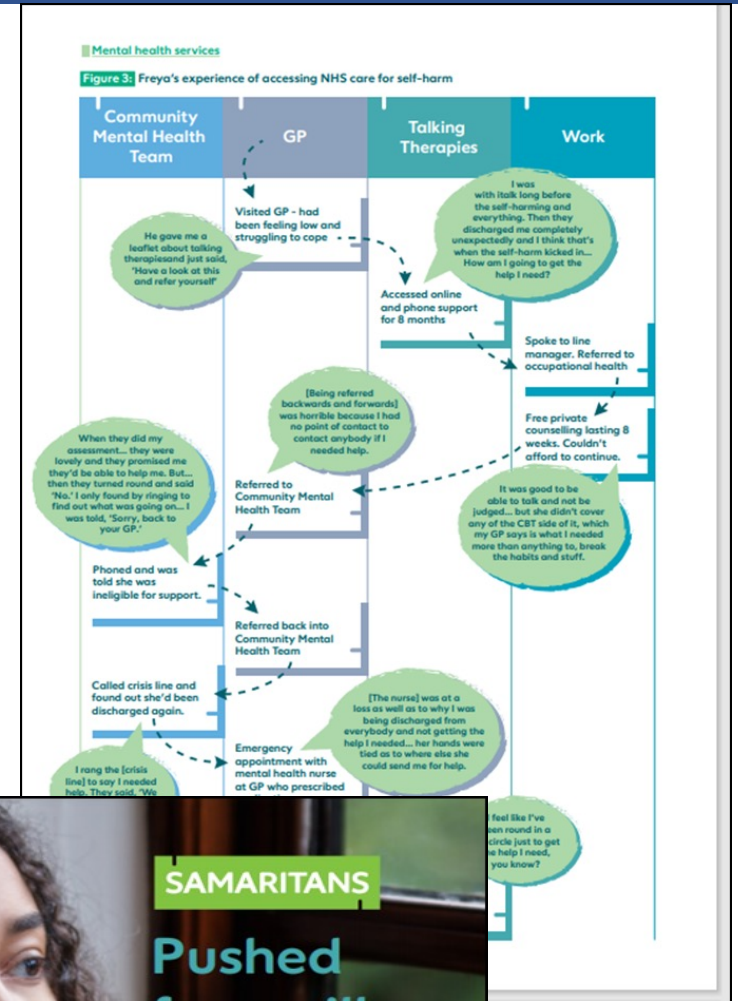 Mental health services
Figure 3: Freya's experience of accessing NHS care for self-harm
Community
Mental Health
Team
GP
Talking
Therapies
Work
Visited GP - had
been feeling low and
struggling to cope
He gave me a
leaflet about talking
therapiesand just said,
'Have a look at this
and refer yourself'
I was
with italk long before
the self-harming and
everything. Then they
discharged me completely
unexpectedly and I think that's
when the self-harm kicked in...
How am I going to get the
help I need?
Accessed online
and phone support
for 8 months
Spoke to line
manager. Referred to
occupational health
Free private
counselling lasting 8
weeks. Couldn't
afford to continue.
It was good to be
able to talk and not be
judged... but she didn't cover
any of the CBT side of it, which
my GP says is what I needed
more than anything to, break
the habits and stuff.
[Being referred
backwards and forwards]
was horrible because I had
no point of contact to
contact anybody if I
needed help.
Referred to
Community Mental
Health Team
When they did my
assessment... they were
lovely and they promised me
they'd be able to help me. But...
then they turned round and said
'No.' I only found by ringing to
find out what was going on... I
was told, 'Sorry, back to
your GP.'
Phoned and was
told she was
ineligible for support.
Referred back into
Community Mental
Health Team
Called crisis line and
found out she'd been
discharged again.
I rang the [crisis
line] to say I needed
help. They said, 'We
[The nurse] was at a
loss as well as to why I was
being discharged from
everybody and not getting the
help I needed... her hands were
tied as to where else she
could send me for help.
Emergency
appointment with
mental health nurse
at GP who prescribed
feel like I've
een round in a
circle just to get
e help I need,
you know?
SAMARITANS
Pushed